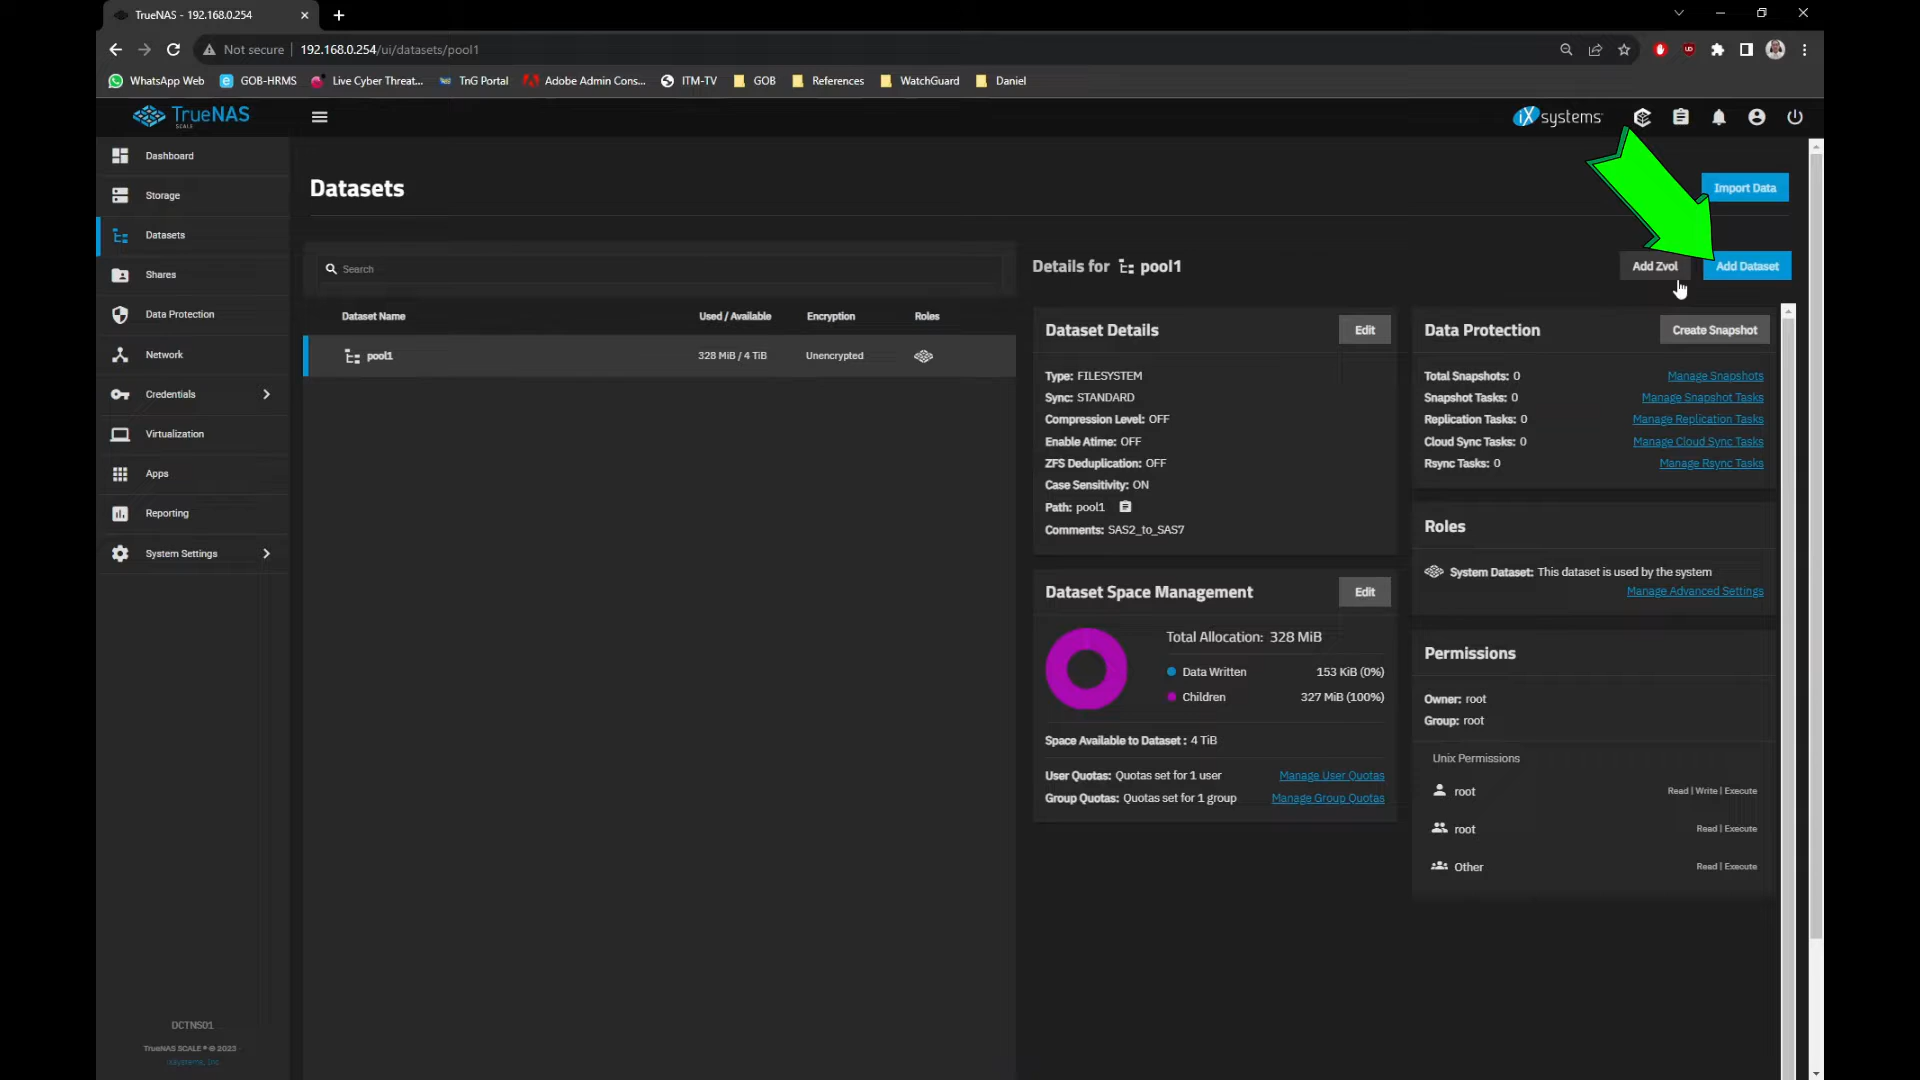 TrueNAS - 192.168.0.254
Not secure | 192.168.0.254/ui/datasets/pool1
WhatsApp Web GOB-HRMS Live Cyber Threat... TnG Portal Adobe Admin Cons... ITM-TV GOB References WatchGuard Daniel
TrueNAS
SCALE
iX systems
Dashboard
Storage
Datasets
Shares
Data Protection
Network
Credentials
Virtualization
Apps
Reporting
System Settings
DCTNS01
TrueNAS SCALE ® © 2023
iXsystems, Inc
Datasets
Import Data
Search
Dataset Name Used / Available Encryption Roles
pool1 328 MiB / 4 TiB Unencrypted
Details for pool1
Add Zvol Add Dataset
Dataset Details Edit
Type: FILESYSTEM
Sync: STANDARD
Compression Level: OFF
Enable Atime: OFF
ZFS Deduplication: OFF
Case Sensitivity: ON
Path: pool1
Comments: SAS2_to_SAS7
Dataset Space Management Edit
Total Allocation: 328 MiB
Data Written 153 KiB (0%)
Children 327 MiB (100%)
Space Available to Dataset : 4 TiB
User Quotas: Quotas set for 1 user Manage User Quotas
Group Quotas: Quotas set for 1 group Manage Group Quotas
Data Protection Create Snapshot
Total Snapshots: 0 Manage Snapshots
Snapshot Tasks: 0 Manage Snapshot Tasks
Replication Tasks: 0 Manage Replication Tasks
Cloud Sync Tasks: 0 Manage Cloud Sync Tasks
Rsync Tasks: 0 Manage Rsync Tasks
Roles
System Dataset: This dataset is used by the system
Manage Advanced Settings
Permissions
Owner: root
Group: root
Unix Permissions
root Read | Write | Execute
root Read | Execute
Other Read | Execute